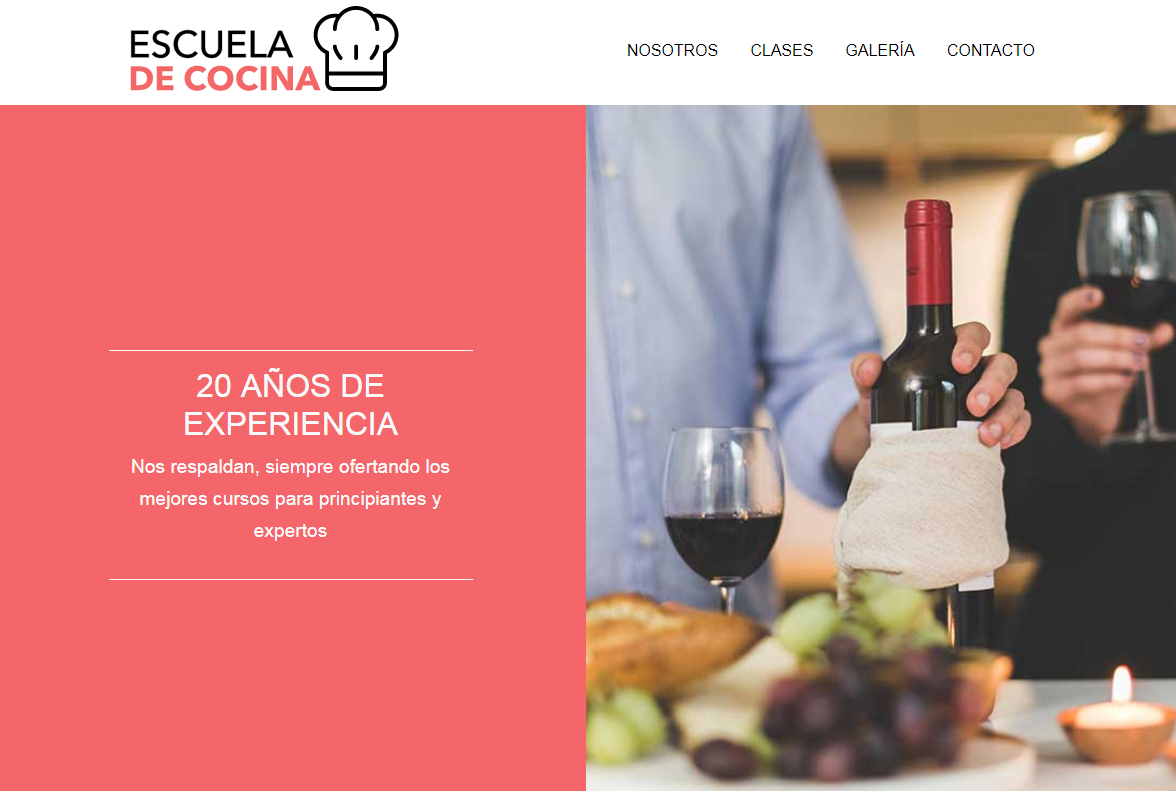 ESCUELA
DE COCINA
NOSOTROS CLASES GALERÍA CONTACTO
20 AÑOS DE
EXPERIENCIA
Nos respaldan, siempre ofertando los
mejores cursos para principiantes y
expertos